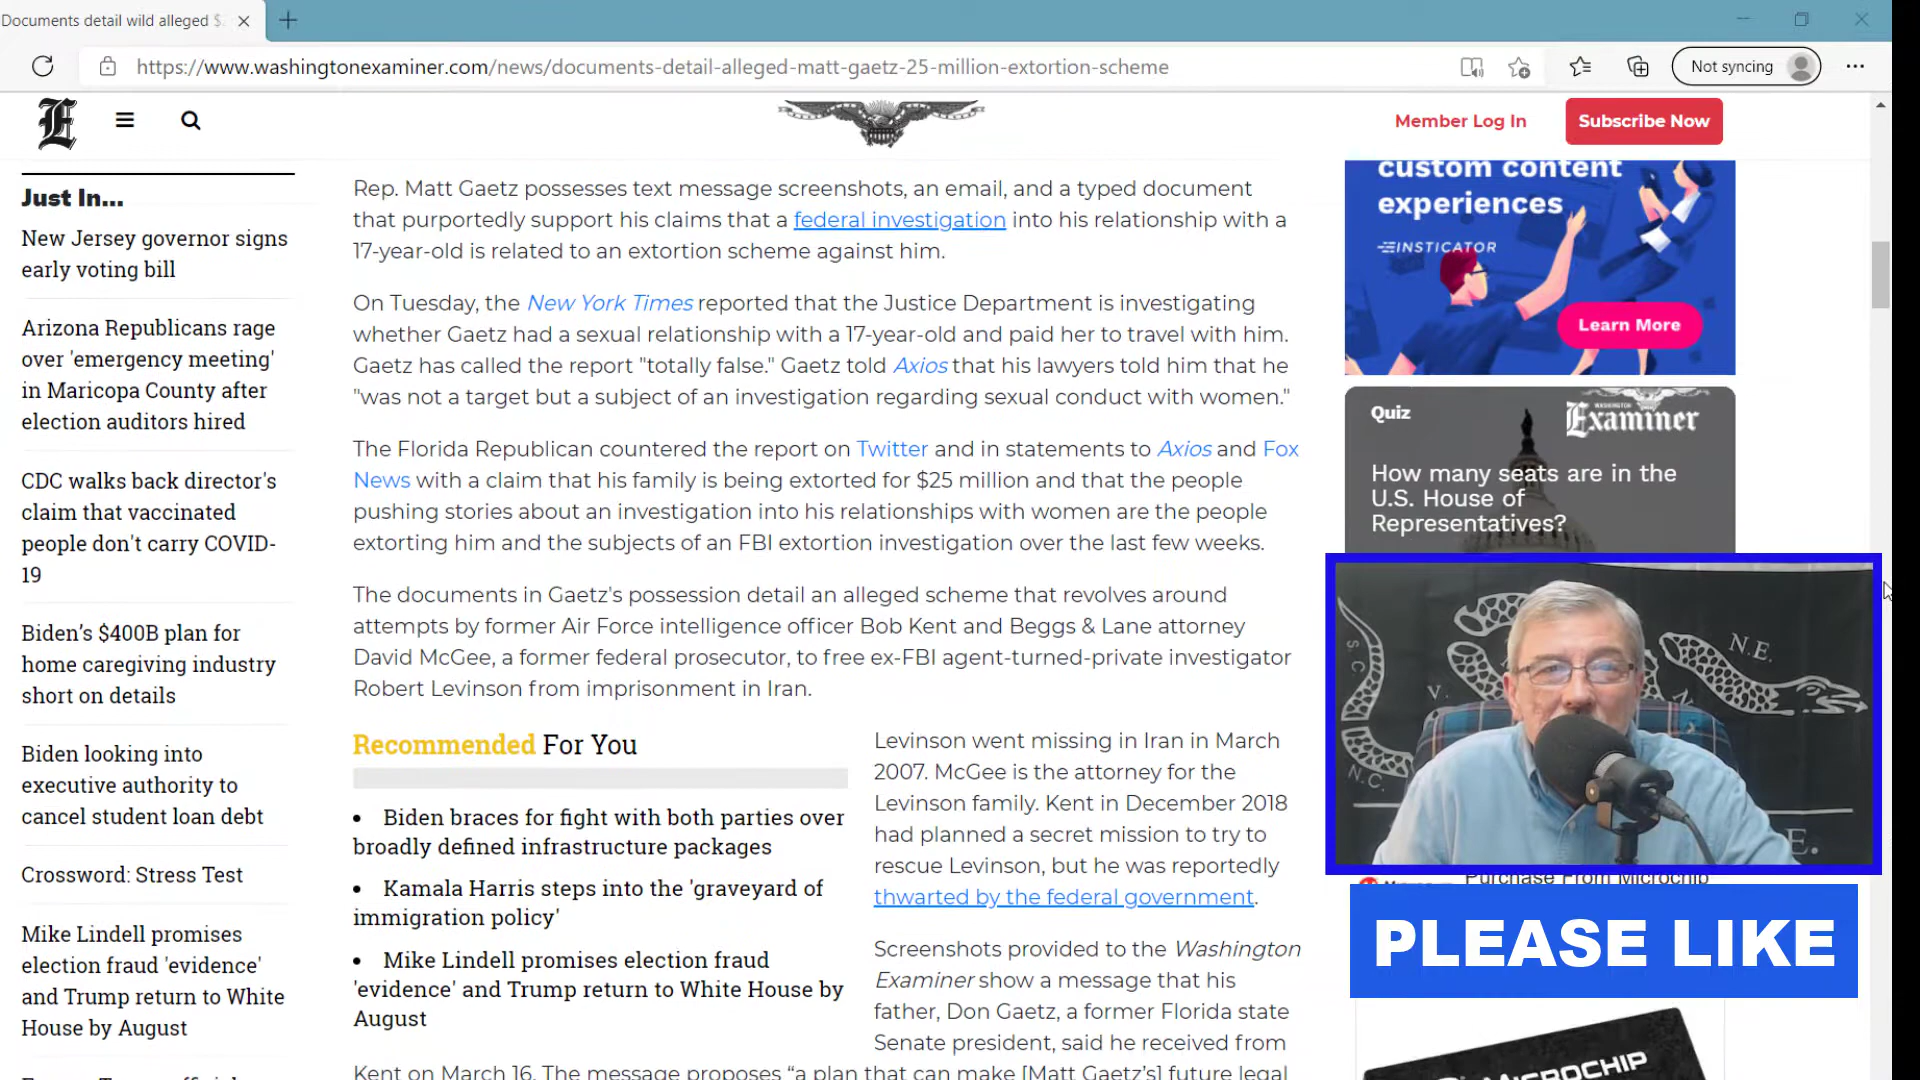 Documents detail wild alleged $
https://www.washingtonexaminer.com/news/documents-detail-alleged-matt-gaetz-25-million-extortion-scheme
Not syncing
E
Member Log In
Subscribe Now
Just In...
New Jersey governor signs
early voting bill
Arizona Republicans rage
over 'emergency meeting'
in Maricopa County after
election auditors hired
CDC walks back director's
claim that vaccinated
people don't carry COVID-
19
Biden’s $400B plan for
home caregiving industry
short on details
Biden looking into
executive authority to
cancel student loan debt
Crossword: Stress Test
Mike Lindell promises
election fraud 'evidence'
and Trump return to White
House by August
Rep. Matt Gaetz possesses text message screenshots, an email, and a typed document
that purportedly support his claims that a federal investigation into his relationship with a
17-year-old is related to an extortion scheme against him.
On Tuesday, the New York Times reported that the Justice Department is investigating
whether Gaetz had a sexual relationship with a 17-year-old and paid her to travel with him.
Gaetz has called the report "totally false." Gaetz told Axios that his lawyers told him that he
"was not a target but a subject of an investigation regarding sexual conduct with women."
The Florida Republican countered the report on Twitter and in statements to Axios and Fox
News with a claim that his family is being extorted for $25 million and that the people
pushing stories about an investigation into his relationships with women are the people
extorting him and the subjects of an FBI extortion investigation over the last few weeks.
The documents in Gaetz's possession detail an alleged scheme that revolves around
attempts by former Air Force intelligence officer Bob Kent and Beggs & Lane attorney
David McGee, a former federal prosecutor, to free ex-FBI agent-turned-private investigator
Robert Levinson from imprisonment in Iran.
Recommended For You
• Biden braces for fight with both parties over
broadly defined infrastructure packages
• Kamala Harris steps into the 'graveyard of
immigration policy'
• Mike Lindell promises election fraud
'evidence' and Trump return to White House by
August
Levinson went missing in Iran in March
2007. McGee is the attorney for the
Levinson family. Kent in December 2018
had planned a secret mission to try to
rescue Levinson, but he was reportedly
thwarted by the federal government.
Screenshots provided to the Washington
Examiner show a message that his
father, Don Gaetz, a former Florida state
Senate president, said he received from
Kent on March 16. The message proposes “a plan that can make [Matt Gaetz’s] future legal
custom content
experiences
INSTICATOR
Learn More
Quiz
Examiner
How many seats are in the
U.S. House of
Representatives?
S.C.
N.C.
V.
N.E.
E.
Purchase From Microchip
PLEASE LIKE
MICROCHIP